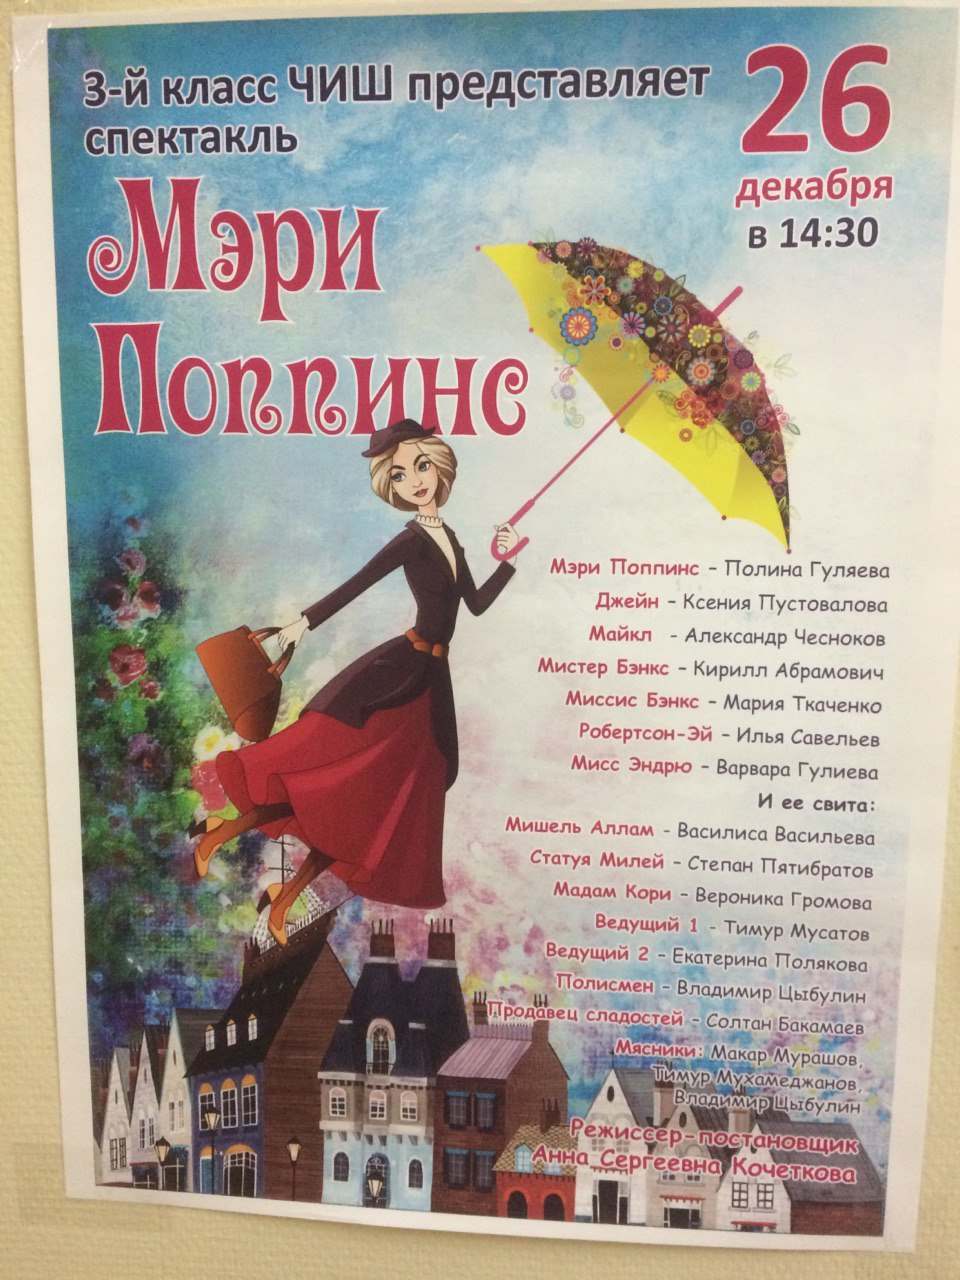 3-й класс ЧИШ представляет
спектакль
26
декабря
в 14:30
Мэри
Поппинс
Мэри Поппинс - Полина Гуляева
Джейн - Ксения Пустовалова
Майкл - Александр Чесноков
Мистер Бэнкс - Кирилл Абрамович
Миссис Бэнкс - Мария Ткаченко
Робертсон-Эй - Илья Савельев
Мисс Эндрю - Варвара Гулиева
И ее свита:
Мишель Аллам - Василиса Васильева
Статуя Милей - Степан Пятибратов
Мадам Кори - Вероника Громова
Ведущий 1 - Тимур Мусатов
Ведущий 2 - Екатерина Полякова
Полисмен - Владимир Цыбулин
Продавец сладостей - Солтан Бакамаев
Мясники: Макар Мурашов,
Тимур Мухамеджанов,
Владимир Цыбулин
Режиссер-постановщик
Анна Сергеевна Кочеткова